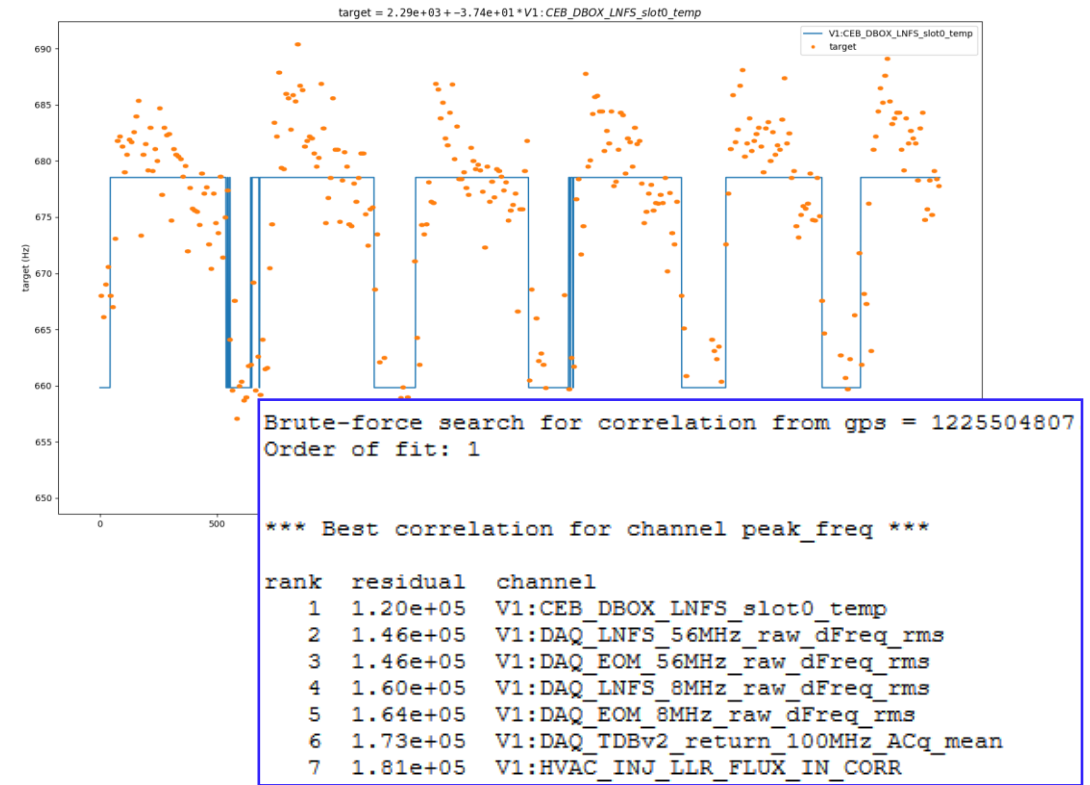 target = 2.29e+03 + −3.74e+01 * V1: CEB_DBOX_LNFS_slot0_temp
V1:CEB_DBOX_LNFS_slot0_temp
target
690
685
680
675
670
665
660
655
650
target (Hz)
0
500
Brute-force search for correlation from gps = 1225504807
Order of fit: 1
*** Best correlation for channel peak_freq ***
rank residual channel
1 1.20e+05 V1:CEB_DBOX_LNFS_slot0_temp
2 1.46e+05 V1:DAQ_LNFS_56MHz_raw_dFreq_rms
3 1.46e+05 V1:DAQ_EOM_56MHz_raw_dFreq_rms
4 1.60e+05 V1:DAQ_LNFS_8MHz_raw_dFreq_rms
5 1.64e+05 V1:DAQ_EOM_8MHz_raw_dFreq_rms
6 1.73e+05 V1:DAQ_TDBv2_return_100MHz_ACq_mean
7 1.81e+05 V1:HVAC_INJ_LLR_FLUX_IN_CORR